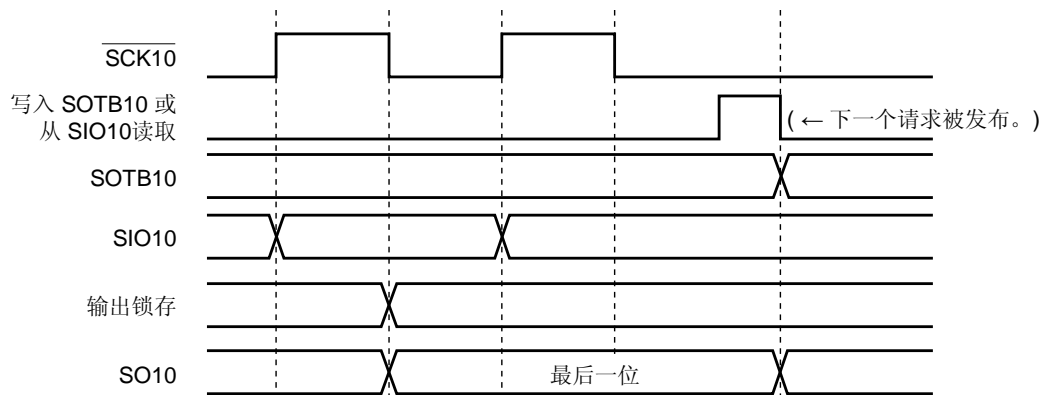 SCK10
写入 SOTB10 或
从 SIO10读取
(← 下一个请求被发布。)
SOTB10
SIO10
输出锁存
SO10
最后一位